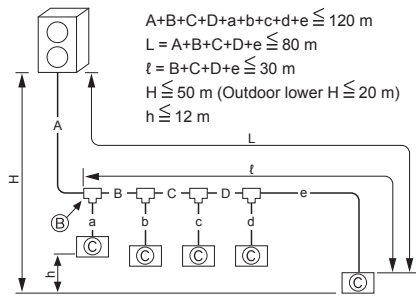 A+B+C+D+a+b+c+d+e ≦ 120 m
L = A+B+C+D+e ≦ 80 m
ℓ = B+C+D+e ≦ 30 m
H ≦ 50 m (Outdoor lower H ≦ 20 m)
h ≦ 12 m
A
L
H
ℓ
B C D e
Ⓑ a b c d
Ⓒ Ⓒ Ⓒ Ⓒ
h
Ⓒ